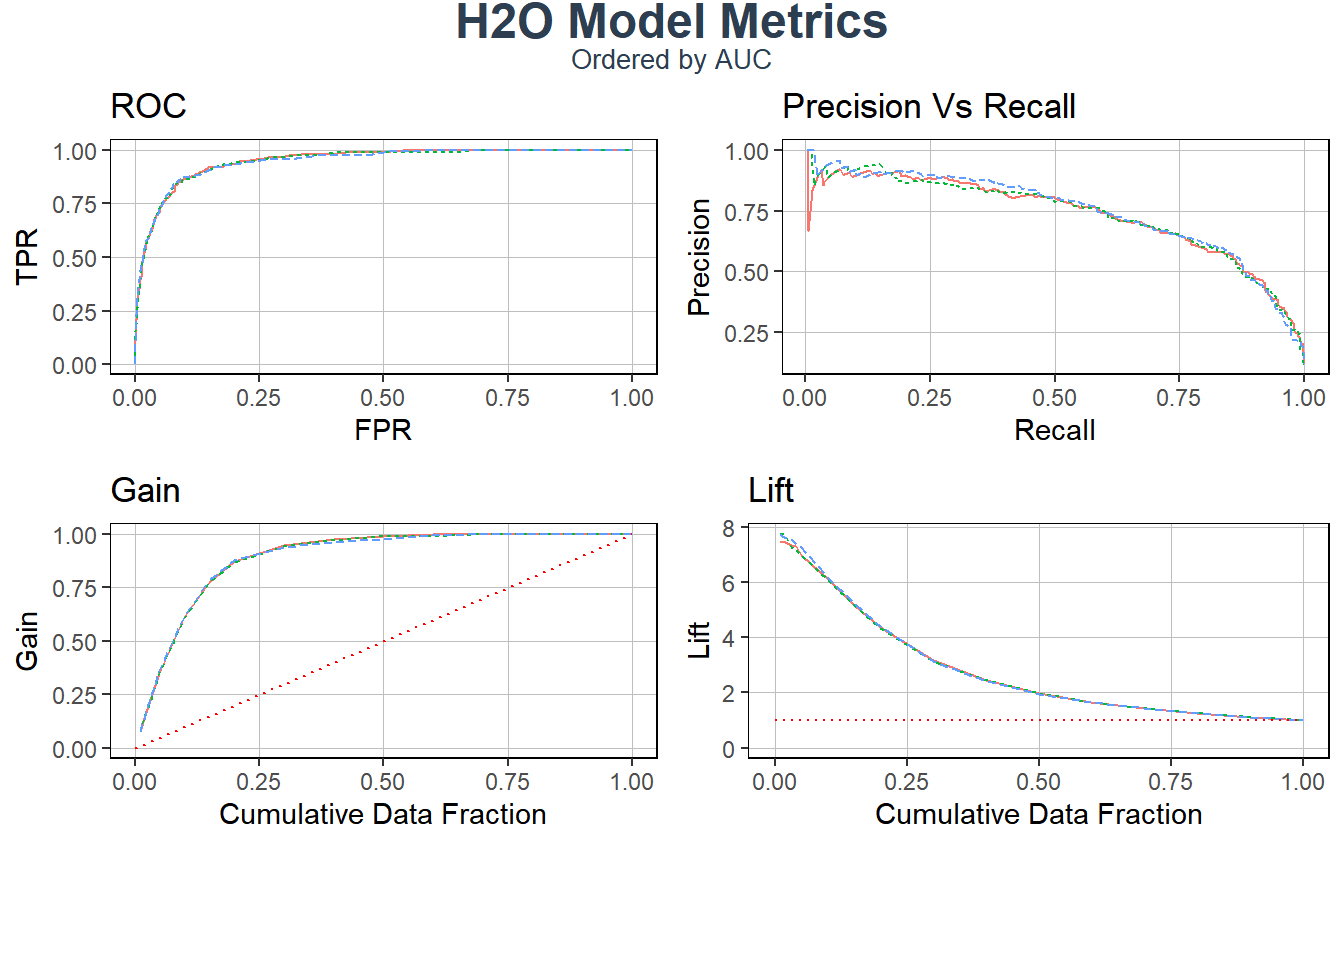 H2O Model Metrics
Ordered by AUC
ROC
1.00
0.75
0.50
0.25
0.00
TPR
0.00 0.25 0.50 0.75 1.00
FPR
Precision Vs Recall
1.00
0.75
0.50
0.25
Precision
0.00 0.25 0.50 0.75 1.00
Recall
Gain
1.00
0.75
0.50
0.25
0.00
Gain
0.00 0.25 0.50 0.75 1.00
Cumulative Data Fraction
Lift
8
6
4
2
0
Lift
0.00 0.25 0.50 0.75 1.00
Cumulative Data Fraction